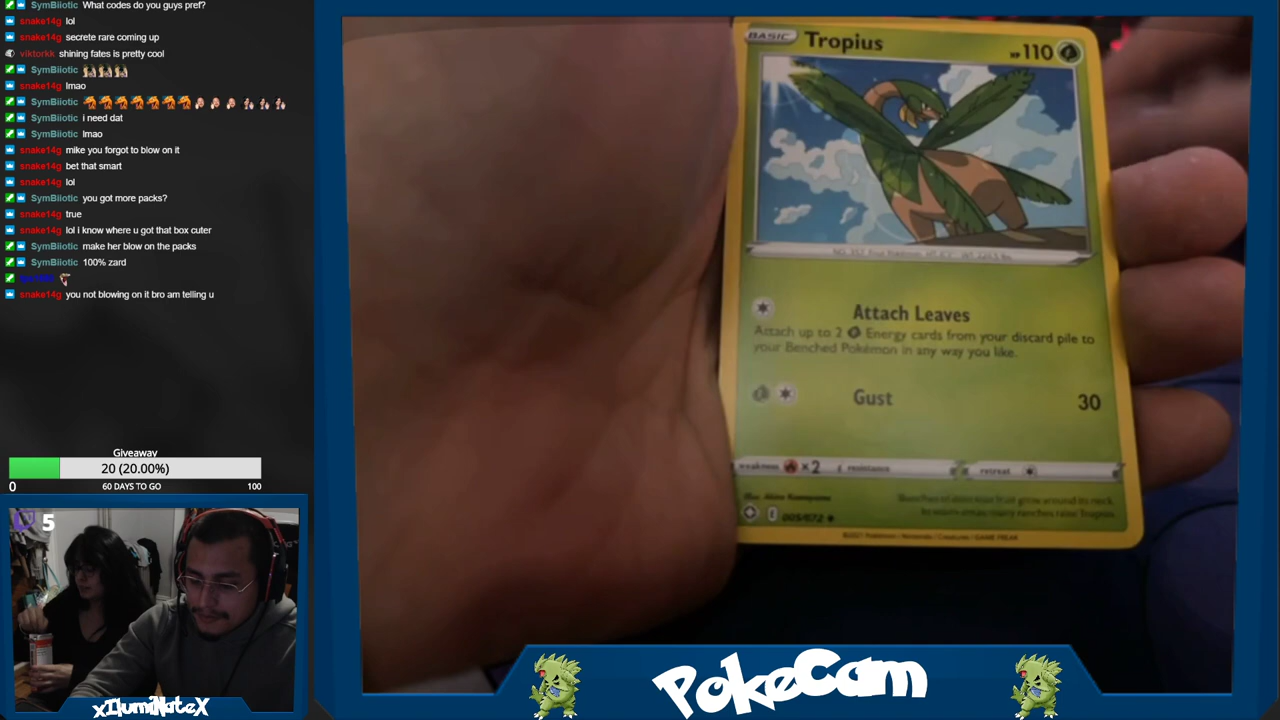 SymBiiotic What codes do you guys pref?
snake14g lol
snake14g secrete rare coming up
viktorkk shining fates is pretty cool
SymBiiotic
snake14g lmao
SymBiiotic
SymBiiotic i need dat
SymBiiotic lmao
snake14g mike you forgot to blow on it
snake14g bet that smart
snake14g lol
SymBiiotic you got more packs?
snake14g true
snake14g lol i know where u got that box cuter
SymBiiotic make her blow on the packs
SymBiiotic 100% zard
snake14g you not blowing on it bro am telling u
Giveaway
20 (20.00%)
0 60 DAYS TO GO 100
5
xIlumiNateX
BASIC Tropius HP 110
Attach Leaves
Attach up to 2 Energy cards from your discard pile to
your Benched Pokémon in any way you like.
Gust 30
weakness ×2 resistance retreat
005/072
PokeCam